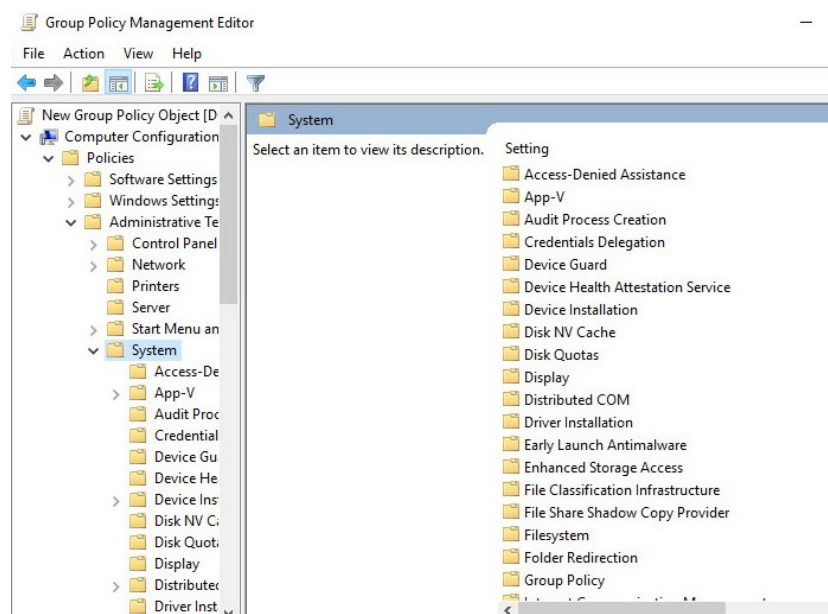 Group Policy Management Editor
File Action View Help
New Group Policy Object [D
Computer Configuration
Policies
Software Settings
Windows Settings
Administrative Te
Control Panel
Network
Printers
Server
Start Menu an
System
Access-De
App-V
Audit Proc
Credential
Device Gu
Device He
Device Ins
Disk NV Ca
Disk Quota
Display
Distributed
Driver Inst
System
Select an item to view its description.
Setting
Access-Denied Assistance
App-V
Audit Process Creation
Credentials Delegation
Device Guard
Device Health Attestation Service
Device Installation
Disk NV Cache
Disk Quotas
Display
Distributed COM
Driver Installation
Early Launch Antimalware
Enhanced Storage Access
File Classification Infrastructure
File Share Shadow Copy Provider
Filesystem
Folder Redirection
Group Policy